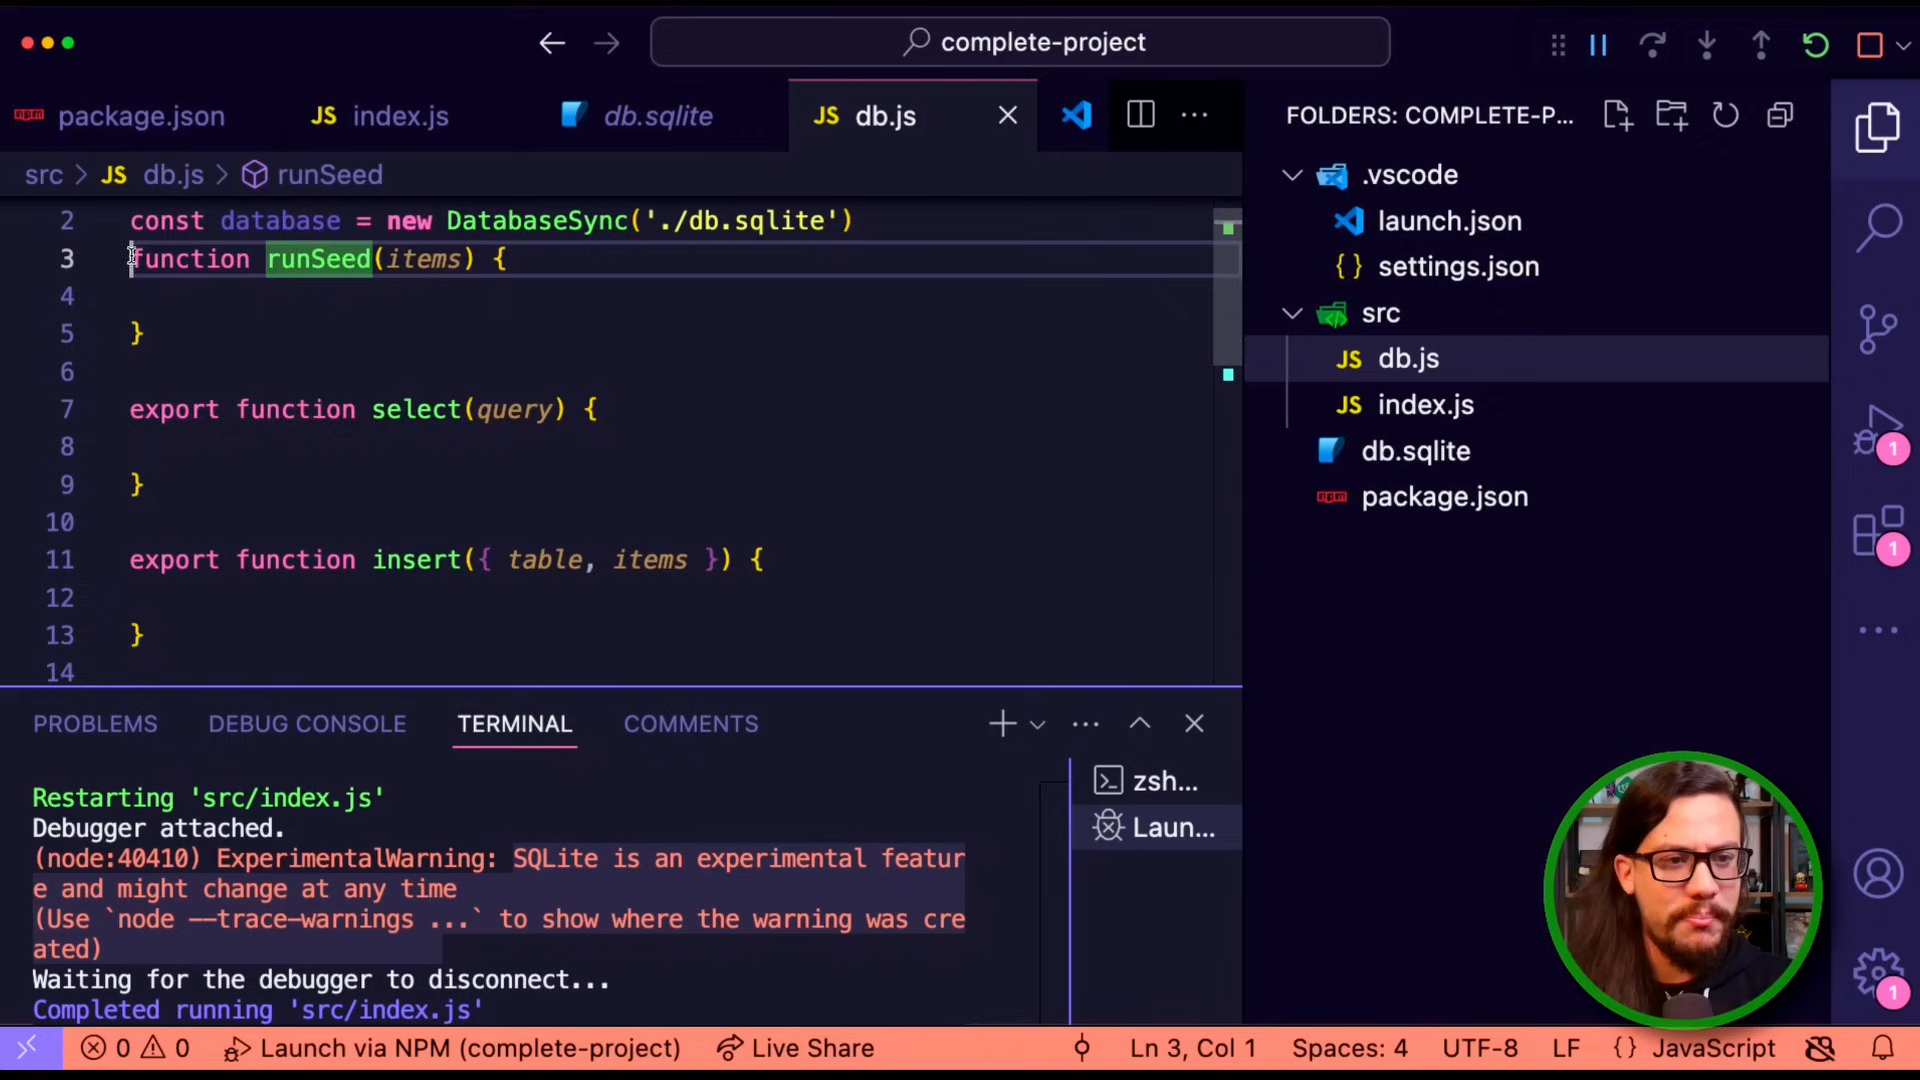 complete-project
package.json
JS index.js
db.sqlite
JS db.js
FOLDERS: COMPLETE-P...
src > JS db.js > runSeed
2 const database = new DatabaseSync('./db.sqlite')
3 function runSeed(items) {
4
5 }
6
7 export function select(query) {
8
9 }
10
11 export function insert({ table, items }) {
12
13 }
14
.vscode
launch.json
{} settings.json
src
JS db.js
JS index.js
db.sqlite
package.json
1
1
PROBLEMS DEBUG CONSOLE TERMINAL COMMENTS
Restarting 'src/index.js'
Debugger attached.
(node:40410) ExperimentalWarning: SQLite is an experimental featur
e and might change at any time
(Use `node --trace-warnings ...` to show where the warning was cre
ated)
Waiting for the debugger to disconnect...
Completed running 'src/index.js'
zsh...
Laun...
1
0 0 Launch via NPM (complete-project) Live Share Ln 3, Col 1 Spaces: 4 UTF-8 LF {} JavaScript